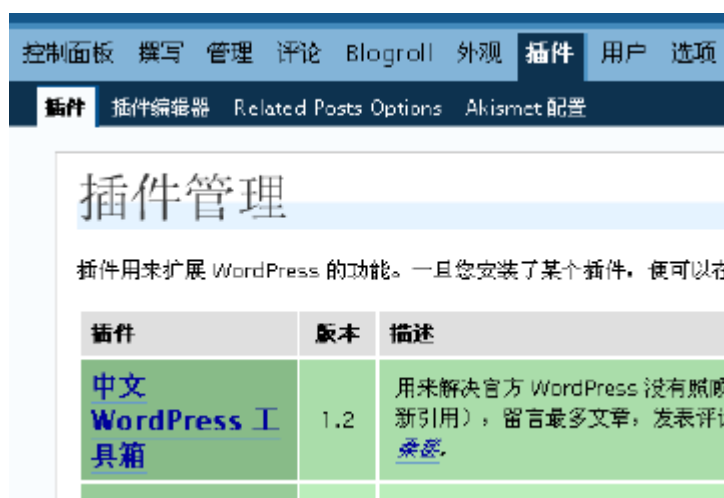 控制面板 撰写 管理 评论 Blogroll 外观 插件 用户 选项
插件 插件编辑器 Related Posts Options Akismet 配置
插件管理
插件用来扩展 WordPress 的功能。一旦您安装了某个插件，便可以在
插件 版本 描述
中文
WordPress 工
具箱
1.2
用来解决官方 WordPress 没有照顾
新引用），留言最多文章，发表评论